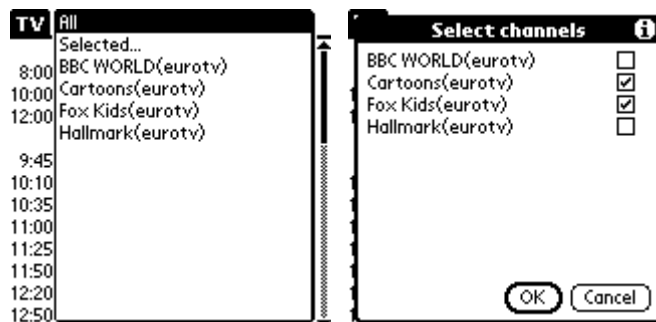 TV
All
Selected...
BBC WORLD(eurotv)
Cartoons(eurotv)
Fox Kids(eurotv)
Hallmark(eurotv)
8:00
10:00
12:00
9:45
10:10
10:35
11:00
11:25
11:50
12:20
12:50
Select channels
i
BBC WORLD(eurotv)
Cartoons(eurotv)
Fox Kids(eurotv)
Hallmark(eurotv)
OK Cancel